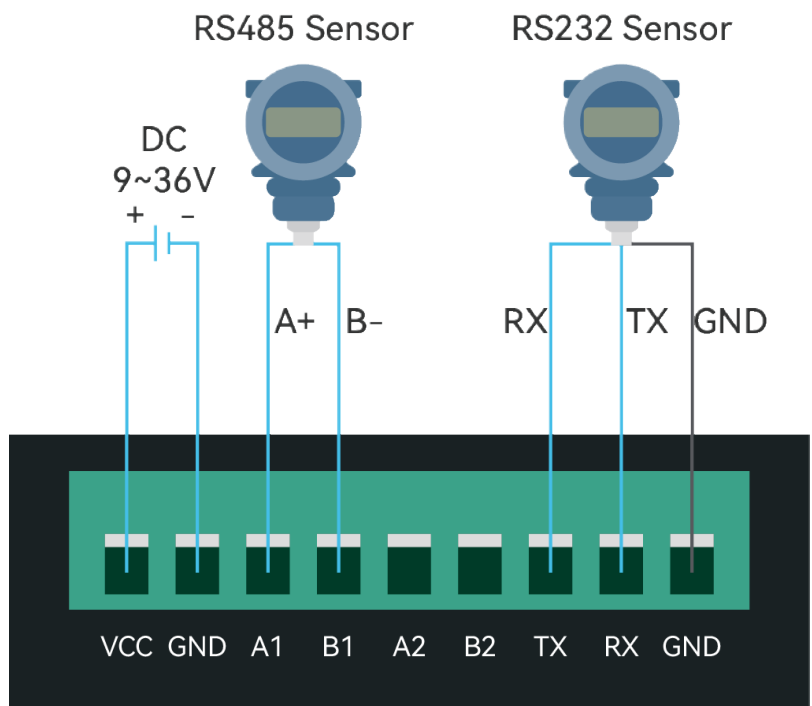 RS485 Sensor RS232 Sensor
DC
9~36V
+ -
A+ B- RX TX GND
VCC GND A1 B1 A2 B2 TX RX GND